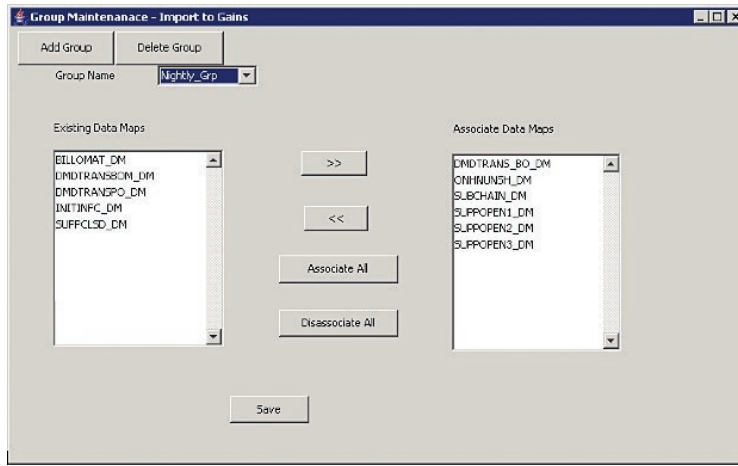 Group Maintenanace - Import to Gains
Add Group
Delete Group
Group Name
Nightly_Grp
Existing Data Maps
Associate Data Maps
BILLOMAT_DM
DMDTRANSBOM_DM
DMDTRANSPO_DM
INITINFC_DM
SUFFCLSD_DM
>>
<<
Associate All
Disassociate All
DMDTRANS_BO_DM
ONHNUNSH_DM
SUBCHAIN_DM
SUPPOPEN1_DM
SUPPOPEN2_DM
SUPPOPEN3_DM
Save